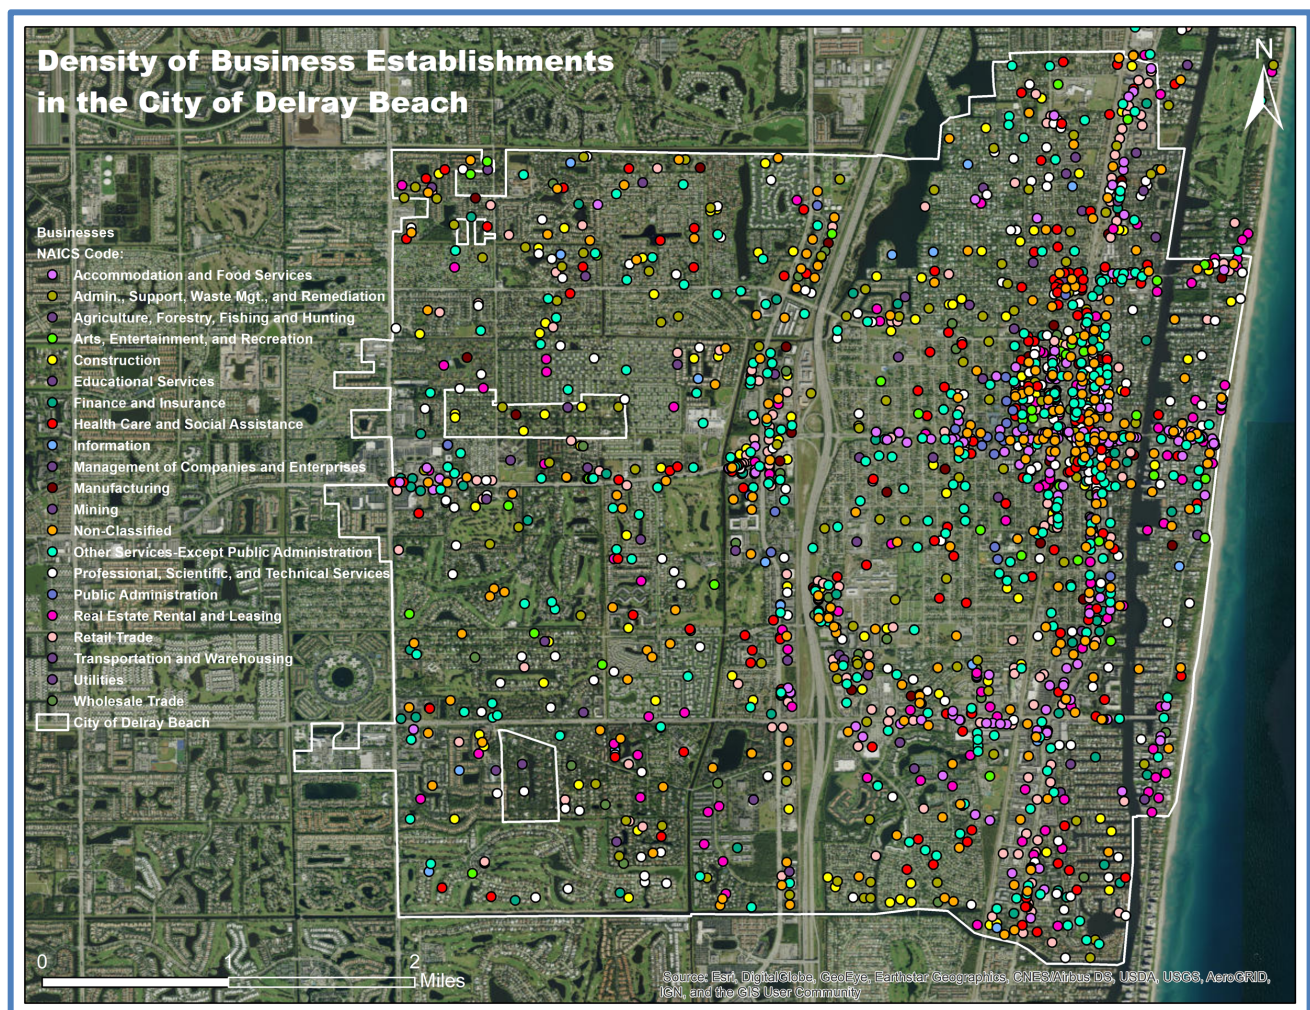 Density of Business Establishments
in the City of Delray Beach
N
Businesses
NAICS Code:
Accommodation and Food Services
Admin., Support, Waste Mgt., and Remediation
Agriculture, Forestry, Fishing and Hunting
Arts, Entertainment, and Recreation
Construction
Educational Services
Finance and Insurance
Health Care and Social Assistance
Information
Management of Companies and Enterprises
Manufacturing
Mining
Non-Classified
Other Services-Except Public Administration
Professional, Scientific, and Technical Services
Public Administration
Real Estate Rental and Leasing
Retail Trade
Transportation and Warehousing
Utilities
Wholesale Trade
City of Delray Beach
0 1 2
Miles
Source: Esri, DigitalGlobe, GeoEye, Earthstar Geographics, CNES/Airbus DS, USDA, USGS, AeroGRID,
IGN, and the GIS User Community